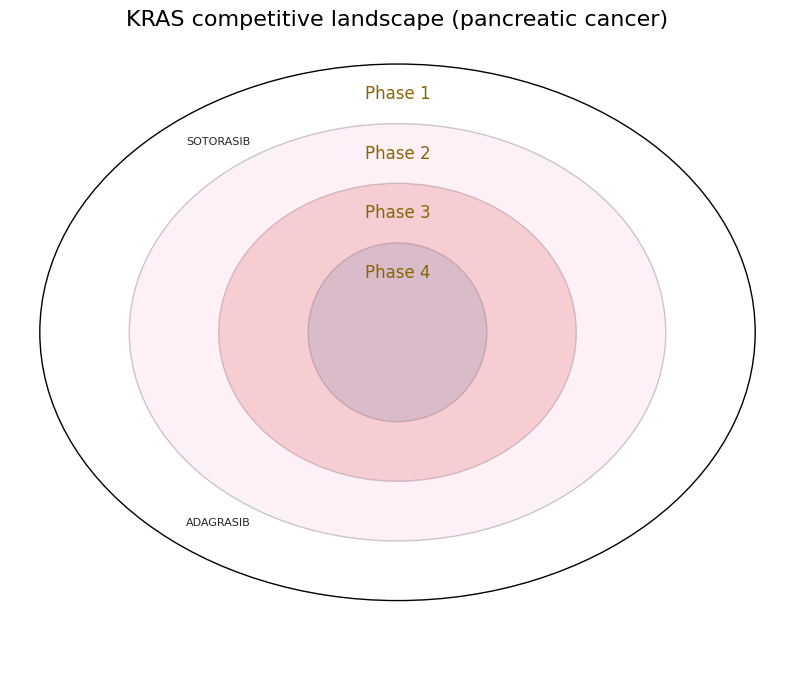 KRAS competitive landscape (pancreatic cancer)
Phase 1
SOTORASIB
Phase 2
Phase 3
Phase 4
ADAGRASIB